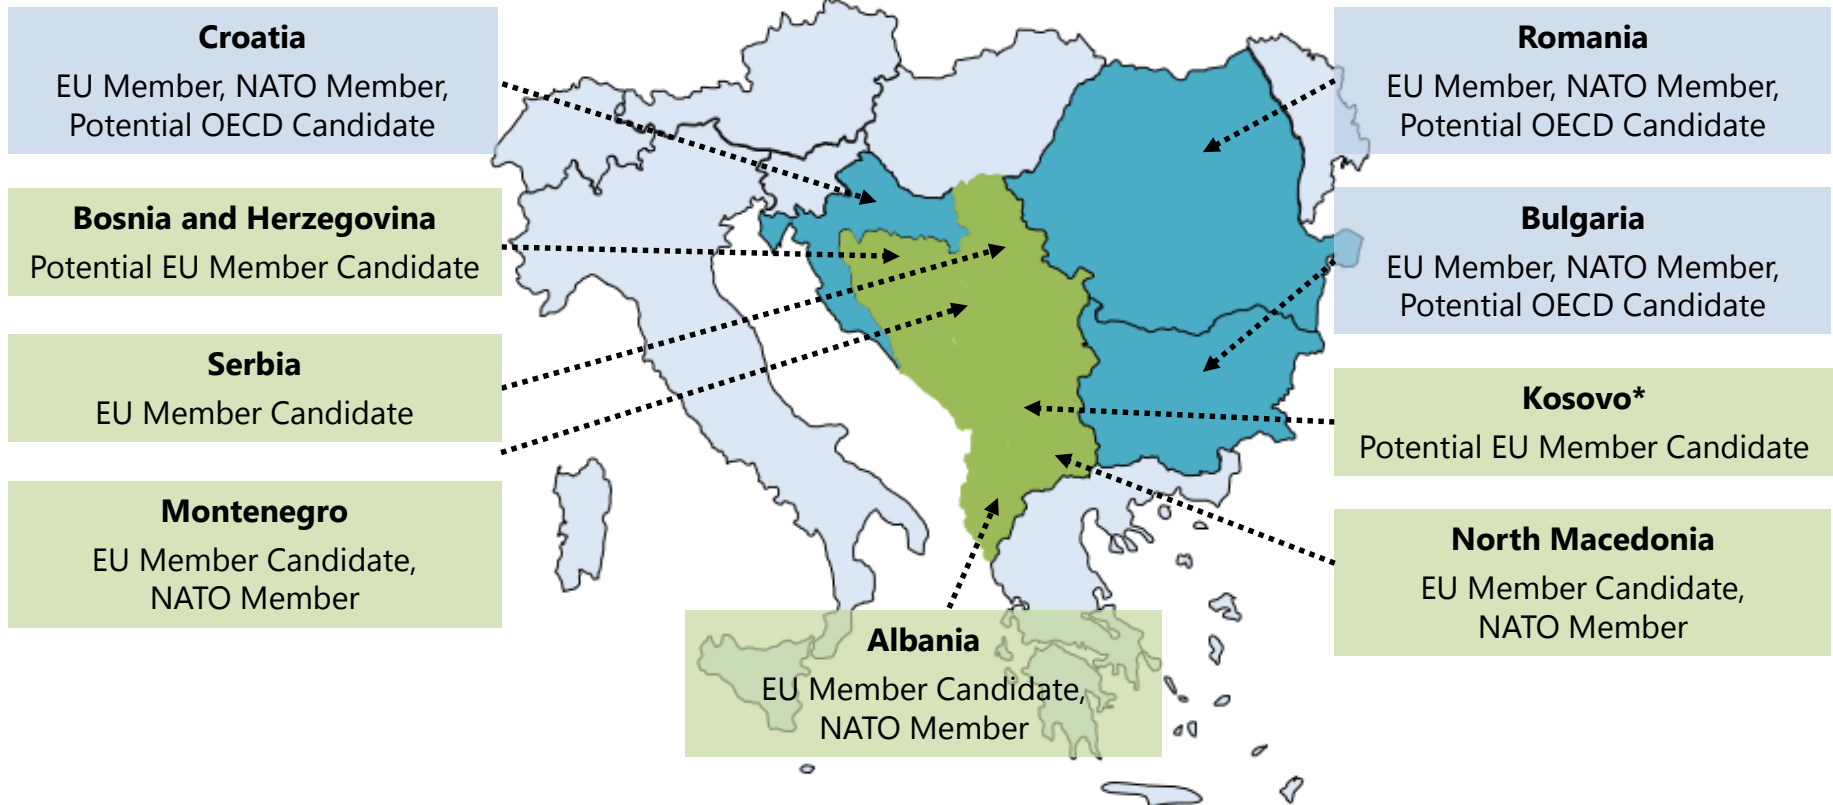 Croatia
EU Member, NATO Member,
Potential OECD Candidate
Bosnia and Herzegovina
Potential EU Member Candidate
Serbia
EU Member Candidate
Montenegro
EU Member Candidate,
NATO Member
Albania
EU Member Candidate,
NATO Member
Romania
EU Member, NATO Member,
Potential OECD Candidate
Bulgaria
EU Member, NATO Member,
Potential OECD Candidate
Kosovo*
Potential EU Member Candidate
North Macedonia
EU Member Candidate,
NATO Member